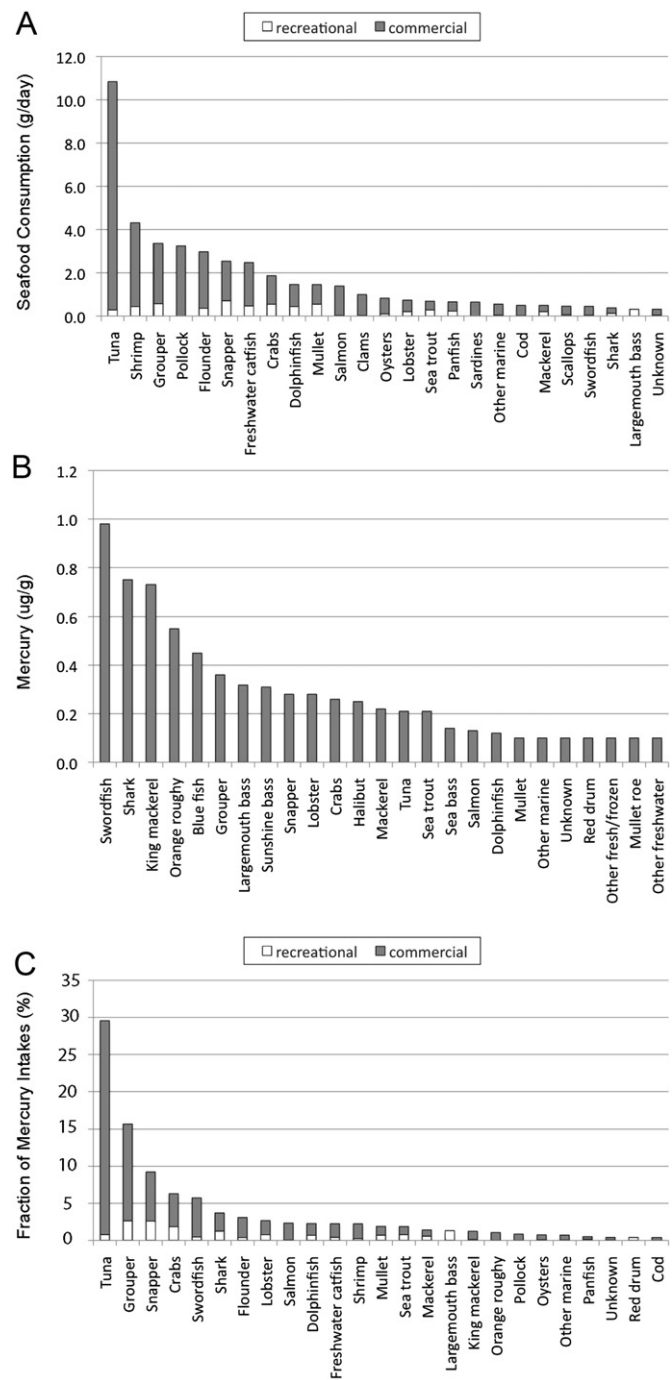 A
recreational commercial
Seafood Consumption (g/day)
12.0
10.0
8.0
6.0
4.0
2.0
0.0
Tuna
Shrimp
Grouper
Pollock
Flounder
Snapper
Freshwater catfish
Crabs
Dolphinfish
Mullet
Salmon
Clams
Oysters
Lobster
Sea trout
Panfish
Sardines
Other marine
Cod
Mackerel
Scallops
Swordfish
Shark
Largemouth bass
Unknown
B
Mercury (ug/g)
1.2
1.0
0.8
0.6
0.4
0.2
0.0
Swordfish
Shark
King mackerel
Orange roughy
Blue fish
Grouper
Largemouth bass
Sunshine bass
Snapper
Lobster
Crabs
Halibut
Mackerel
Tuna
Sea trout
Sea bass
Salmon
Dolphinfish
Mullet
Other marine
Unknown
Red drum
Other fresh/frozen
Mullet roe
Other freshwater
C
recreational commercial
Fraction of Mercury Intakes (%)
35
30
25
20
15
10
5
0
Tuna
Grouper
Snapper
Crabs
Swordfish
Shark
Flounder
Lobster
Salmon
Dolphinfish
Freshwater catfish
Shrimp
Mullet
Sea trout
Mackerel
Largemouth bass
King mackerel
Orange roughy
Pollock
Oysters
Other marine
Panfish
Unknown
Red drum
Cod